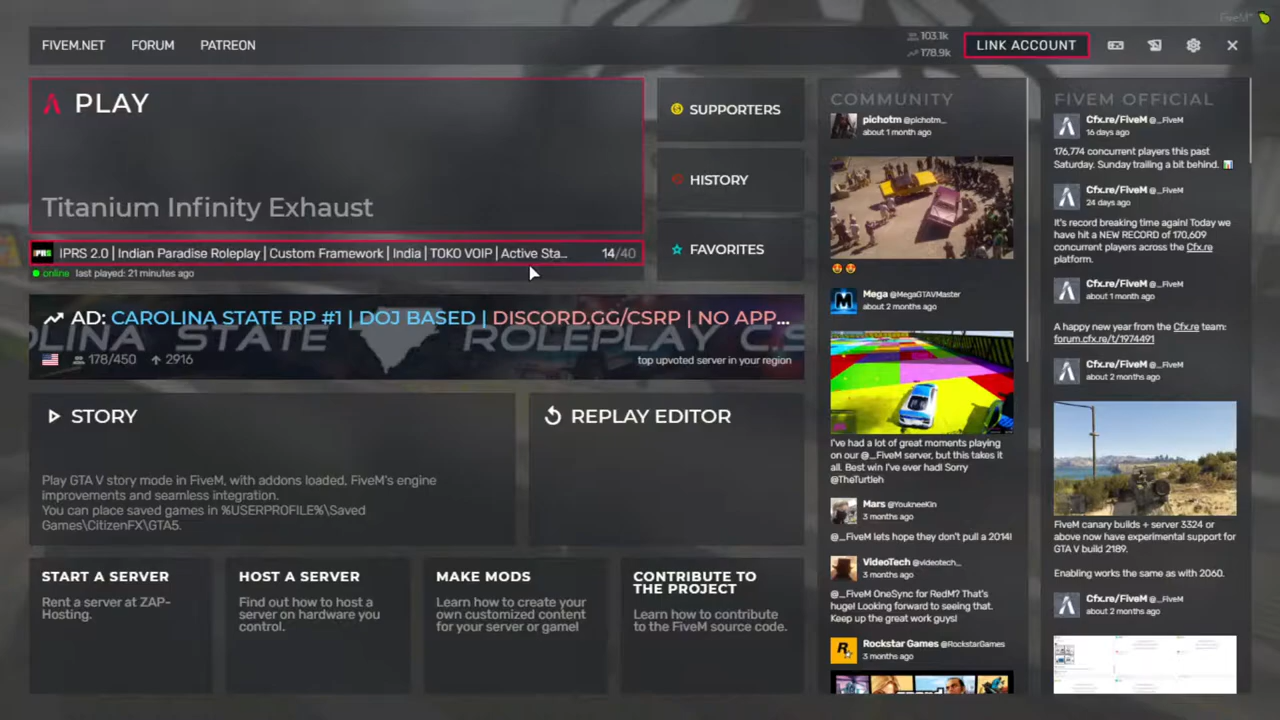 FiveM*
FIVEM.NET FORUM PATREON
103.1k
178.9k
LINK ACCOUNT
PLAY
Titanium Infinity Exhaust
IPRS 2.0 | Indian Paradise Roleplay | Custom Framework | India | TOKO VOIP | Active Sta... 14/40
online last played: 21 minutes ago
SUPPORTERS
HISTORY
FAVORITES
AD: CAROLINA STATE RP #1 | DOJ BASED | DISCORD.GG/CSRP | NO APP...
178/450 2916
top upvoted server in your region
STORY
Play GTA V story mode in FiveM, with addons loaded, FiveM's engine
improvements and seamless integration.
You can place saved games in %USERPROFILE%\Saved
Games\CitizenFX\GTA5.
REPLAY EDITOR
START A SERVER
Rent a server at ZAP-
Hosting.
HOST A SERVER
Find out how to host a
server on hardware you
control.
MAKE MODS
Learn how to create your
own customized content
for your server or game!
CONTRIBUTE TO
THE PROJECT
Learn how to contribute
to the FiveM source code.
COMMUNITY
pichotm @pichotm_
about 1 month ago
Mega @MegaGTAVMaster
about 2 months ago
I've had a lot of great moments playing
on our @_FiveM server, but this takes it
all. Best win I've ever had! Sorry
@TheTurtleh
Mars @YoukneeKin
3 months ago
@_FiveM lets hope they don't pull a 2014!
VideoTech @videotech_
3 months ago
@_FiveM OneSync for RedM? That's
huge! Looking forward to seeing that.
Keep up the great work guys!
Rockstar Games @RockstarGames
3 months ago
FIVEM OFFICIAL
Cfx.re/FiveM @_FiveM
16 days ago
176,774 concurrent players this past
Saturday. Sunday trailing a bit behind.
Cfx.re/FiveM @_FiveM
24 days ago
It's record breaking time again! Today we
have hit a NEW RECORD of 170,609
concurrent players across the Cfx.re
platform.
Cfx.re/FiveM @_FiveM
about 1 month ago
A happy new year from the Cfx.re team:
forum.cfx.re/t/1974491
Cfx.re/FiveM @_FiveM
about 2 months ago
FiveM canary builds + server 3324 or
above now have experimental support for
GTA V build 2189.
Enabling works the same as with 2060.
Cfx.re/FiveM @_FiveM
about 2 months ago